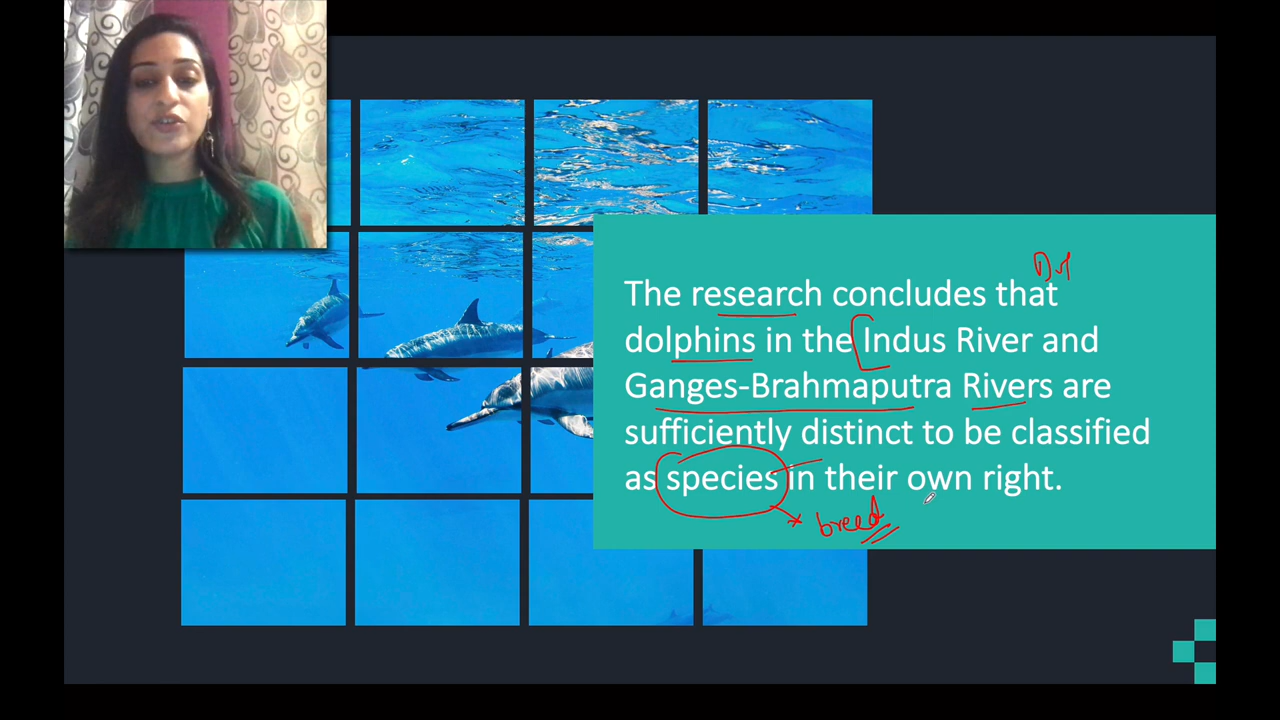 The research concludes that
dolphins in the Indus River and
Ganges-Brahmaputra Rivers are
sufficiently distinct to be classified
as species in their own right.
breed